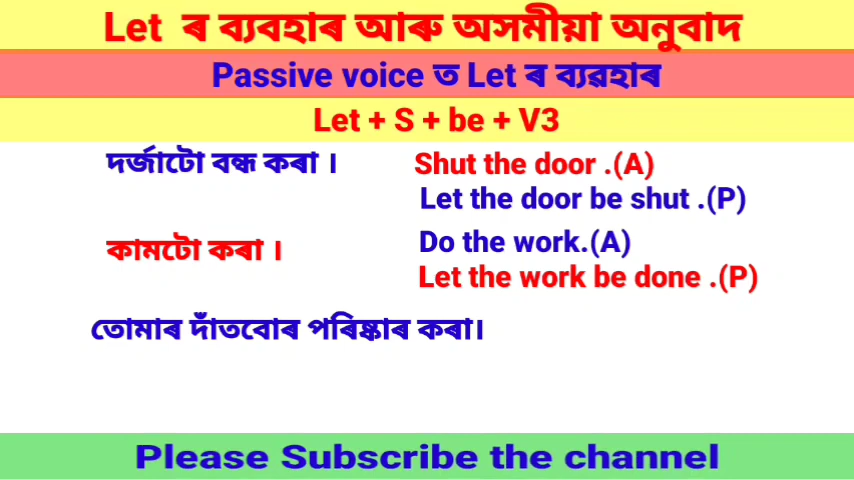 Let ৰ ব্যবহাৰ আৰু অসমীয়া অনুবাদ
Passive voice ত Let ৰ ব্যৱহাৰ
Let + S + be + V3
দৰ্জাটো বন্ধ কৰা । Shut the door .(A)
Let the door be shut .(P)
কামটো কৰা । Do the work.(A)
Let the work be done .(P)
তোমাৰ দাঁতবোৰ পৰিষ্কাৰ কৰা।
Please Subscribe the channel